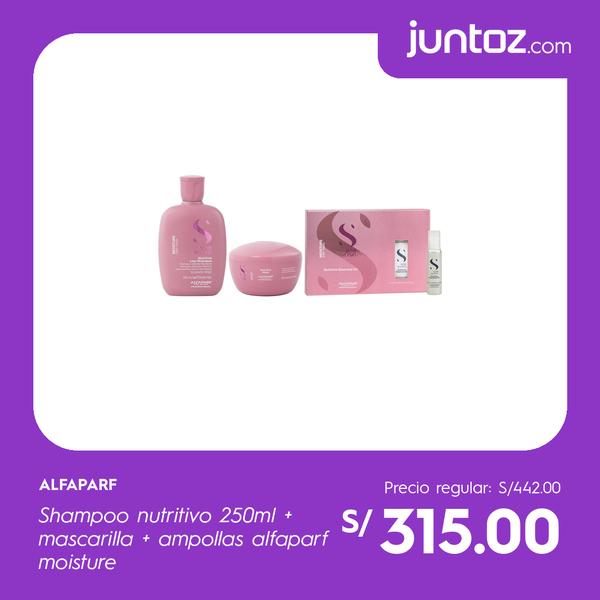 juntoz.com
ALFAPARF
Shampoo nutritivo 250ml +
mascarilla + ampollas alfaparf
moisture
Precio regular: S/442.00
S/ 315.00